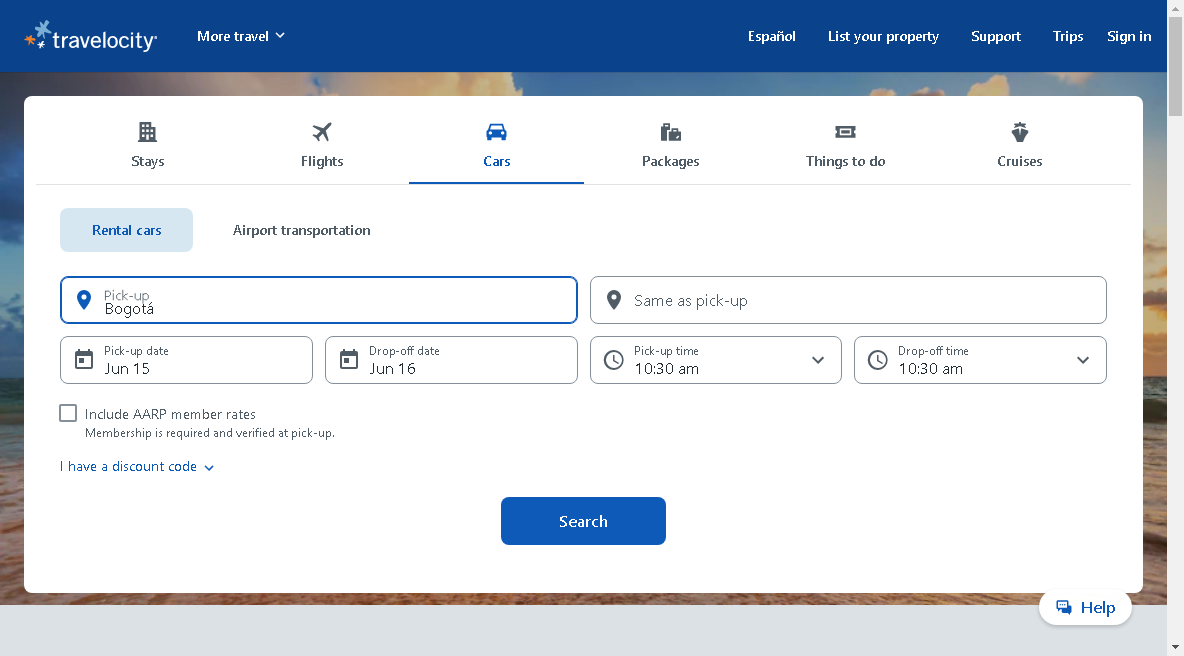 travelocity
More travel
Español
List your property
Support
Trips
Sign in
Stays
Flights
Cars
Packages
Things to do
Cruises
Rental cars
Airport transportation
Pick-up
Bogotá
Same as pick-up
Pick-up date
Jun 15
Drop-off date
Jun 16
Pick-up time
10:30 am
Drop-off time
10:30 am
Include AARP member rates
Membership is required and verified at pick-up.
I have a discount code
Search
Help